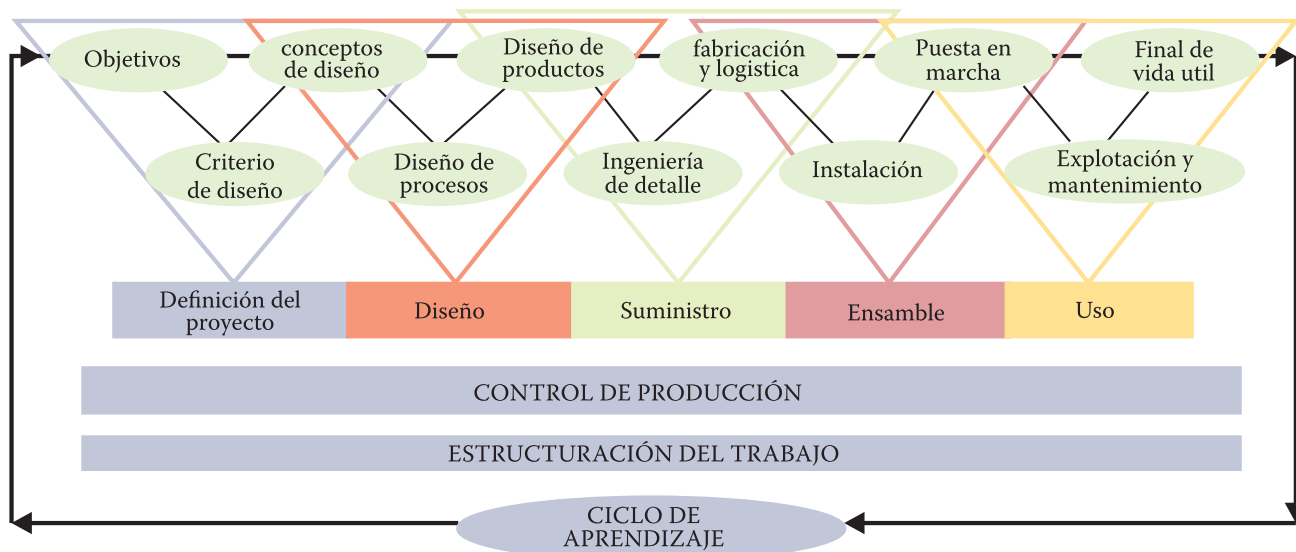 Objetivos
conceptos
de diseño
Diseño de
productos
fabricación
y logistica
Puesta en
marcha
Final de
vida util
Criterio
de diseño
Diseño de
procesos
Ingeniería
de detalle
Instalación
Explotación y
mantenimiento
Definición del
proyecto
Diseño
Suministro
Ensamble
Uso
CONTROL DE PRODUCCIÓN
ESTRUCTURACIÓN DEL TRABAJO
CICLO DE
APRENDIZAJE